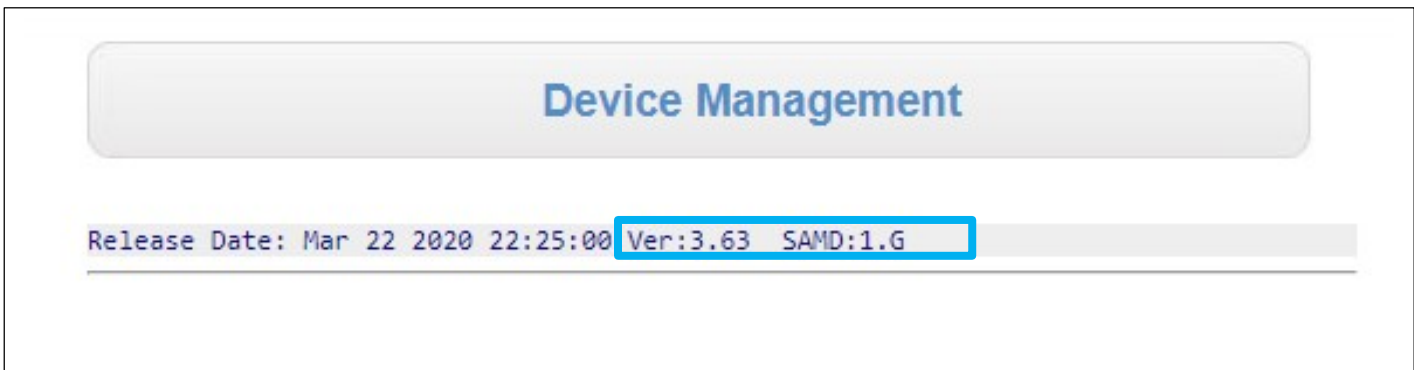 Device Management
Release Date: Mar 22 2020 22:25:00 Ver:3.63  SAMD:1.G